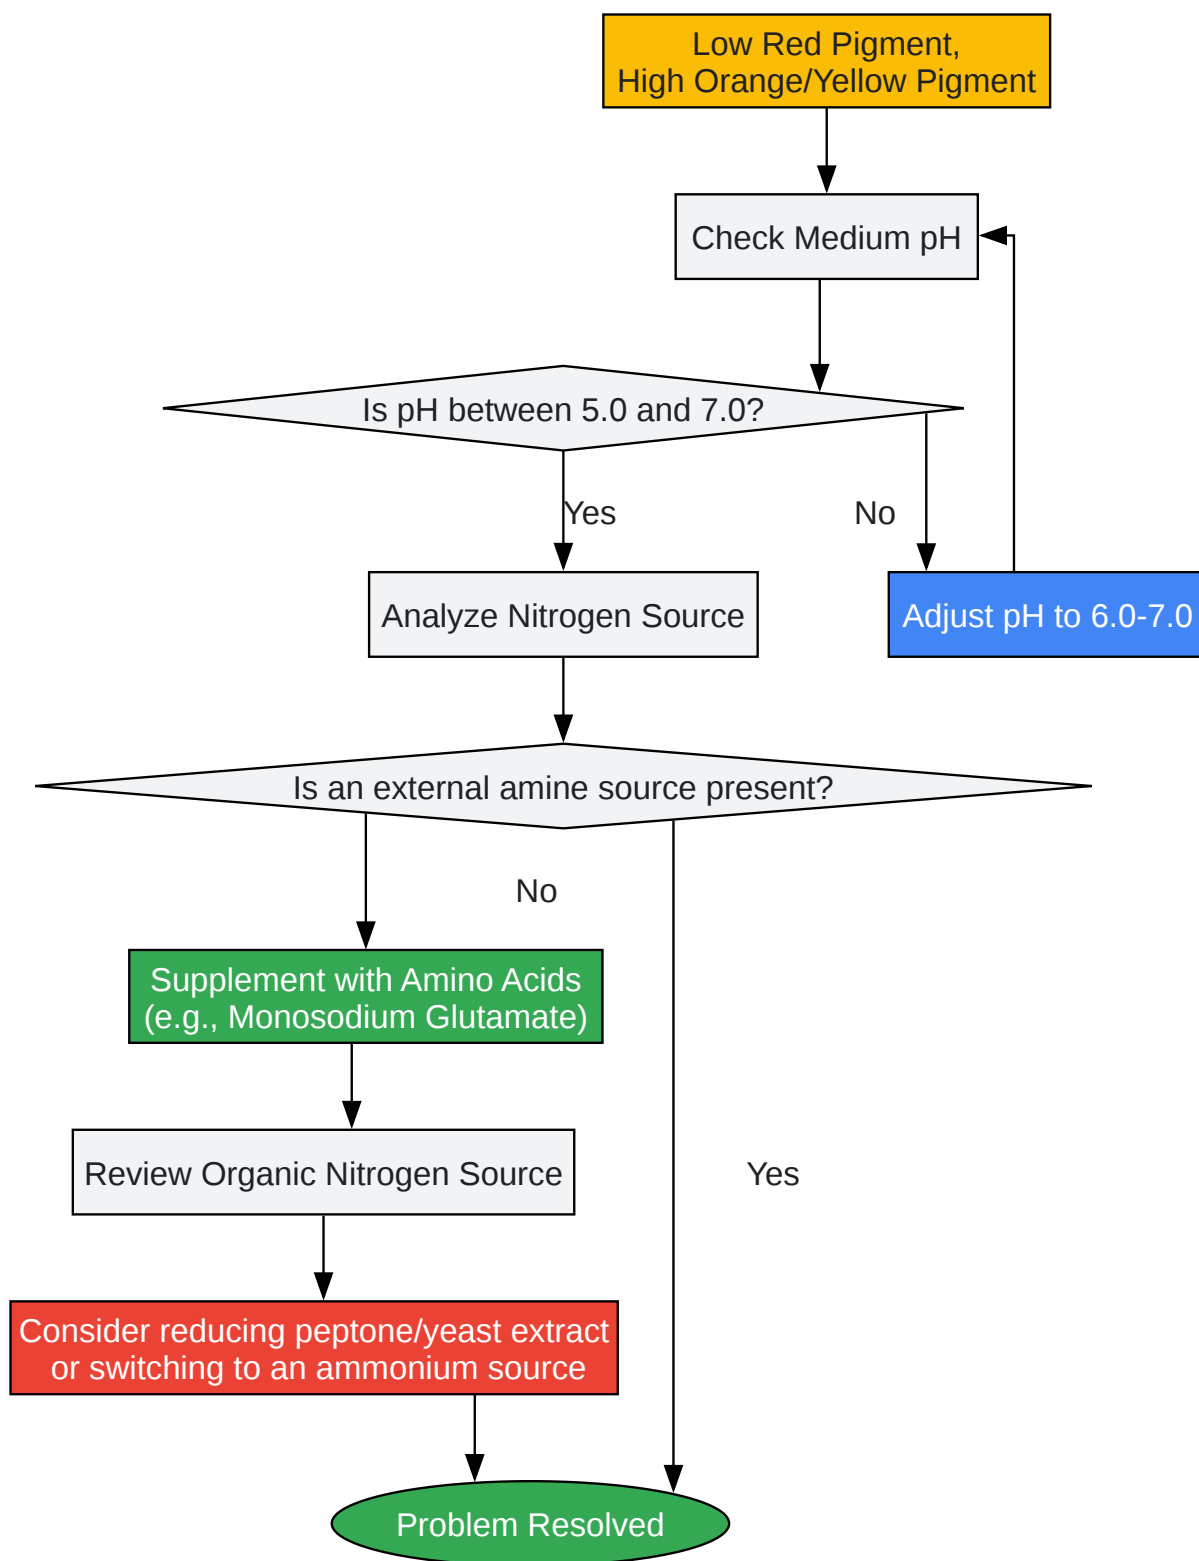 Low Red Pigment,
High Orange/Yellow Pigment
Check Medium pH
Is pH between 5.0 and 7.0?
Yes
No
Analyze Nitrogen Source
Adjust pH to 6.0-7.0
Is an external amine source present?
No
Supplement with Amino Acids
(e.g., Monosodium Glutamate)
Review Organic Nitrogen Source
Yes
Consider reducing peptone/yeast extract
or switching to an ammonium source
Problem Resolved